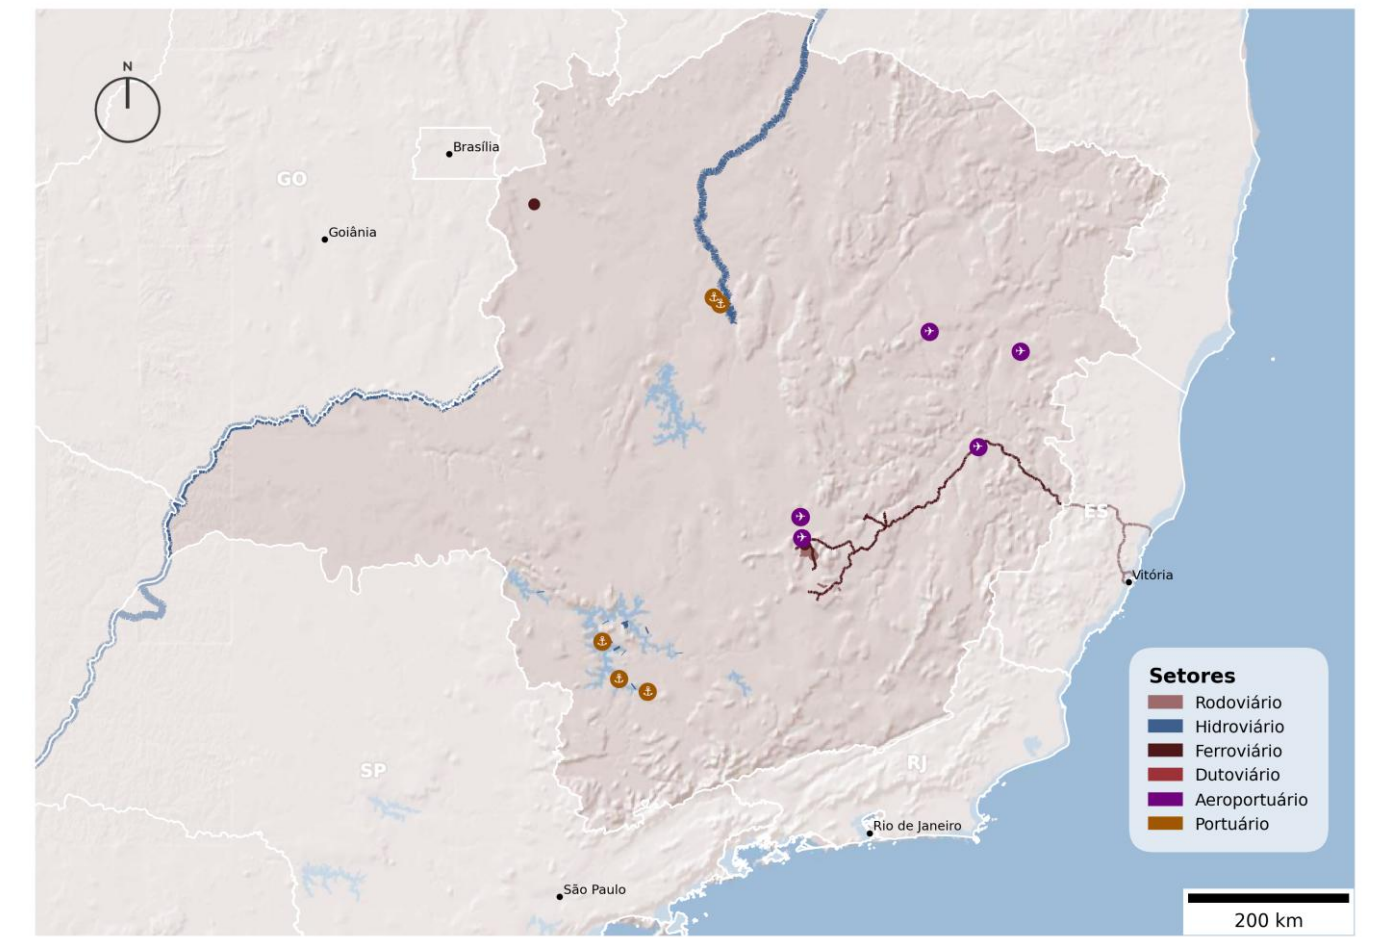 N
Brasília
GO
Goiânia
ES
Vitória
Setores
Rodoviário
Hidroviário
Ferroviário
Dutoviário
Aeroportuário
Portuário
SP
RJ
Rio de Janeiro
São Paulo
200 km